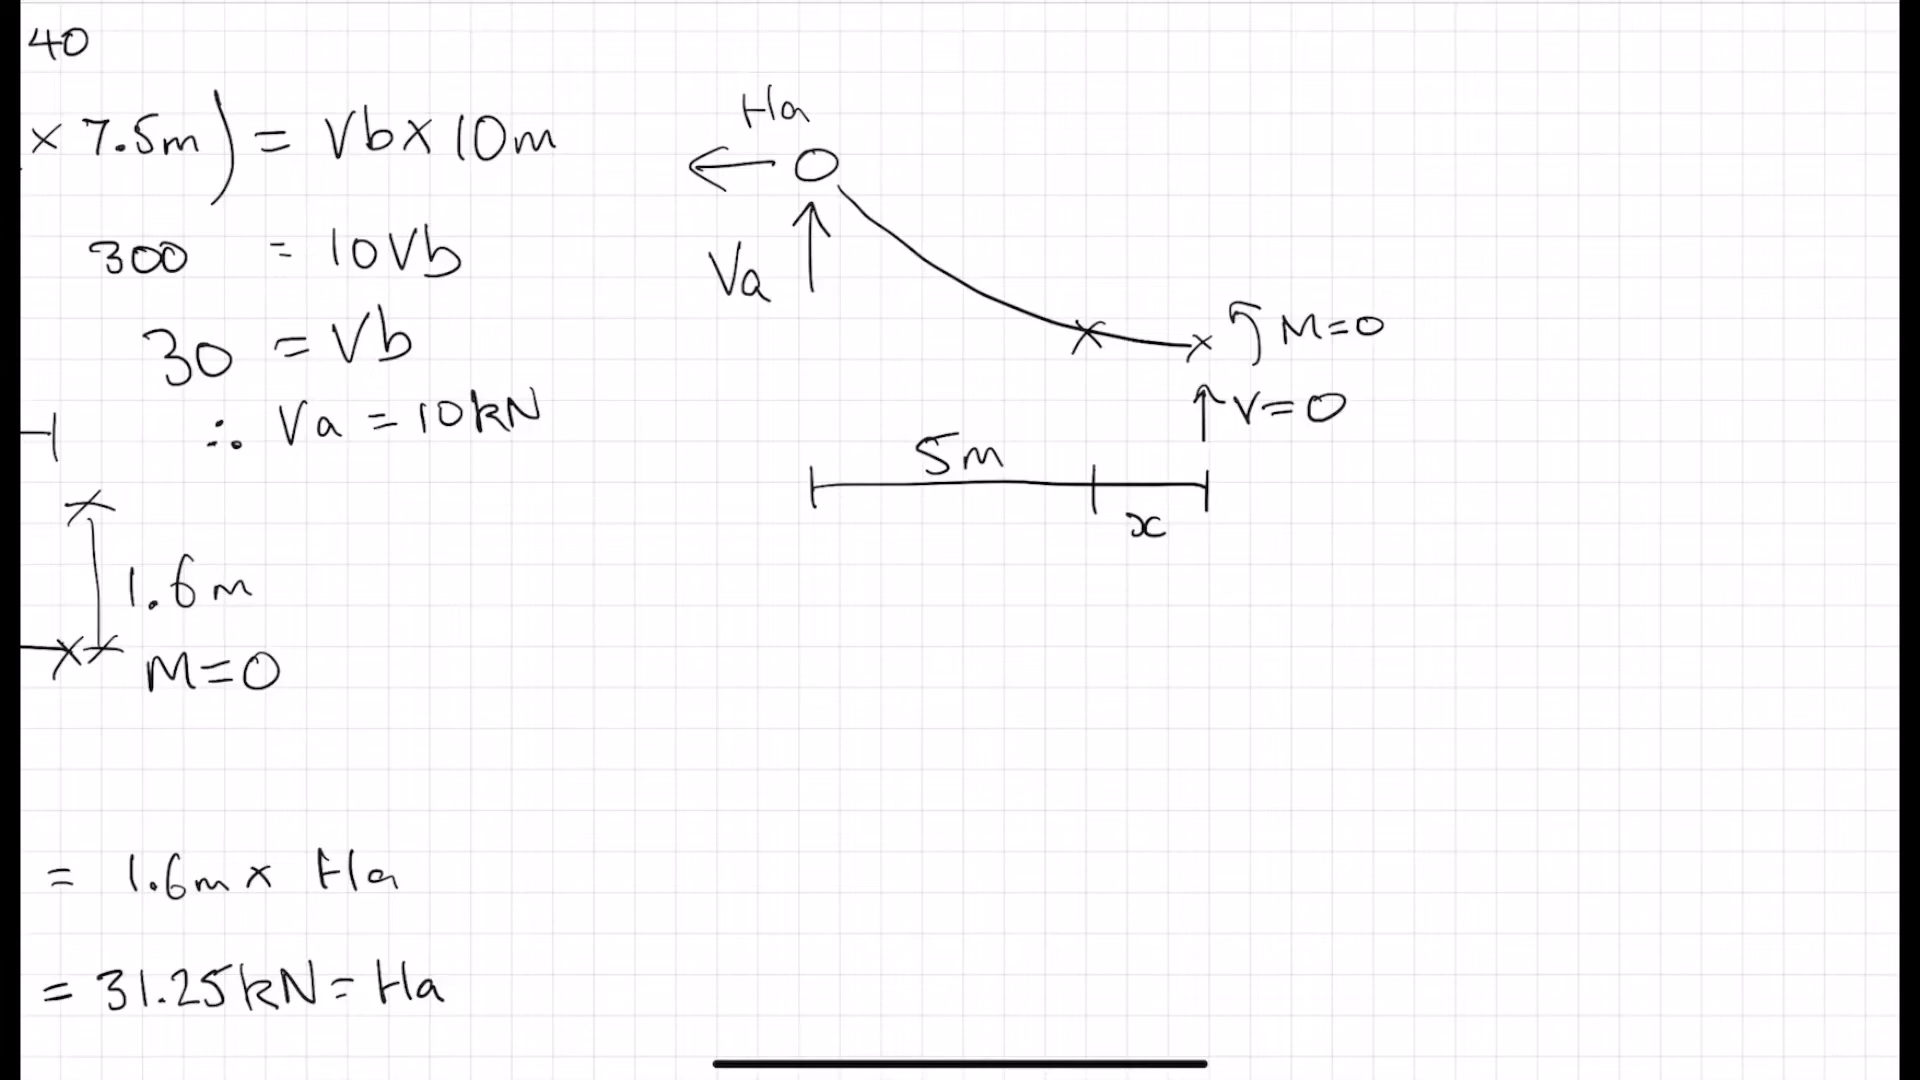 40
× 7.5m) = Vb × 10m
300 = 10Vb
30 = Vb
∴ Va = 10kN
1.6m
M=0
= 1.6m × Ha
= 31.25kN = Ha
Ha
Va
M=0
V=0
5m
x